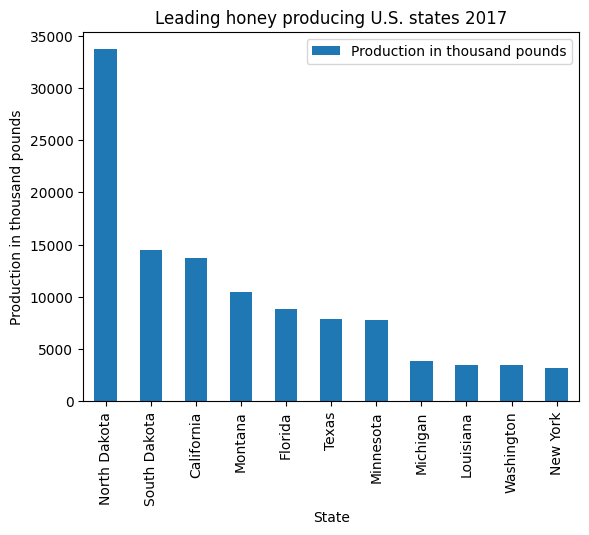 Leading honey producing U.S. states 2017
Production in thousand pounds
Production in thousand pounds
35000
30000
25000
20000
15000
10000
5000
0
North Dakota
South Dakota
California
Montana
Florida
Texas
Minnesota
Michigan
Louisiana
Washington
New York
State